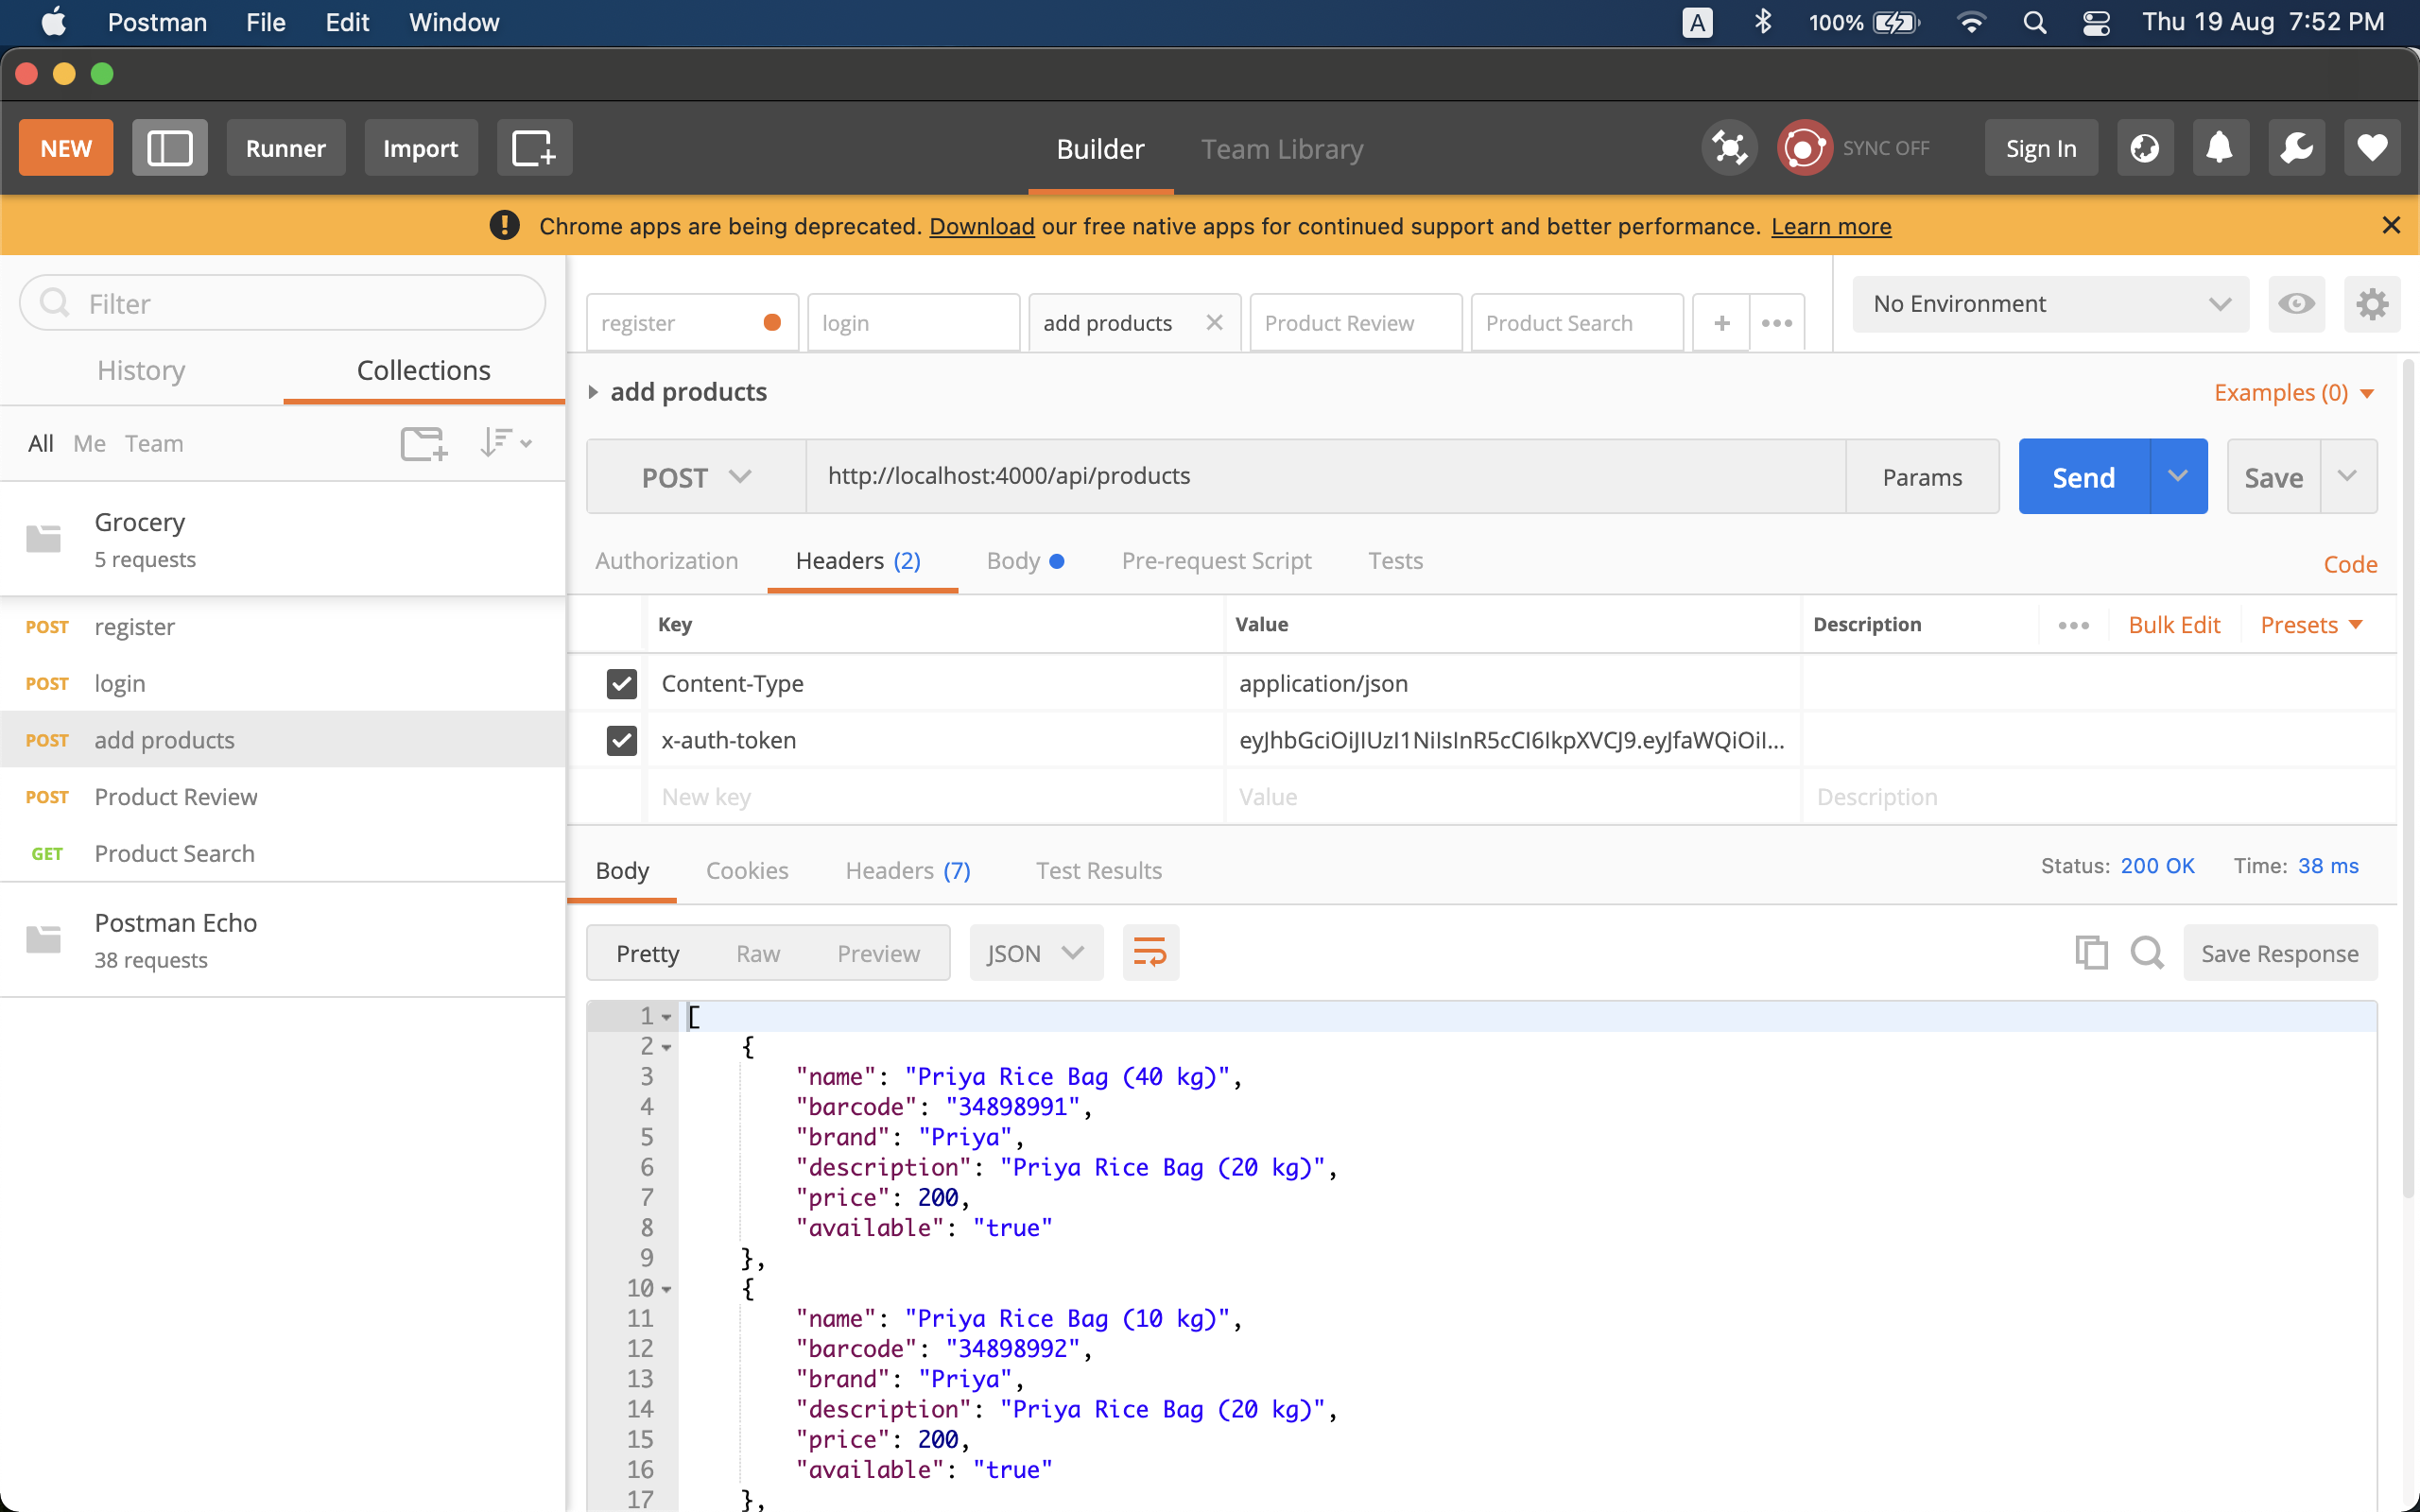 Postman File Edit Window A 100% Thu 19 Aug 7:52 PM
NEW Runner Import Builder Team Library SYNC OFF Sign In
Chrome apps are being deprecated. Download our free native apps for continued support and better performance. Learn more
Filter
History Collections
All Me Team
Grocery
5 requests
POST register
POST login
POST add products
POST Product Review
GET Product Search
Postman Echo
38 requests
register login add products Product Review Product Search + No Environment
add products Examples (0)
POST http://localhost:4000/api/products Params Send Save
Authorization Headers (2) Body Pre-request Script Tests Code
Key Value Description Bulk Edit Presets
Content-Type application/json
x-auth-token eyJhbGciOiJIUzI1NiIsInR5cCI6IkpXVCJ9.eyJfaWQiOiI...
New key Value Description
Body Cookies Headers (7) Test Results Status: 200 OK Time: 38 ms
Pretty Raw Preview JSON Save Response
1 [
2 {
3 "name": "Priya Rice Bag (40 kg)",
4 "barcode": "34898991",
5 "brand": "Priya",
6 "description": "Priya Rice Bag (20 kg)",
7 "price": 200,
8 "available": "true"
9 },
10 {
11 "name": "Priya Rice Bag (10 kg)",
12 "barcode": "34898992",
13 "brand": "Priya",
14 "description": "Priya Rice Bag (20 kg)",
15 "price": 200,
16 "available": "true"
17 },